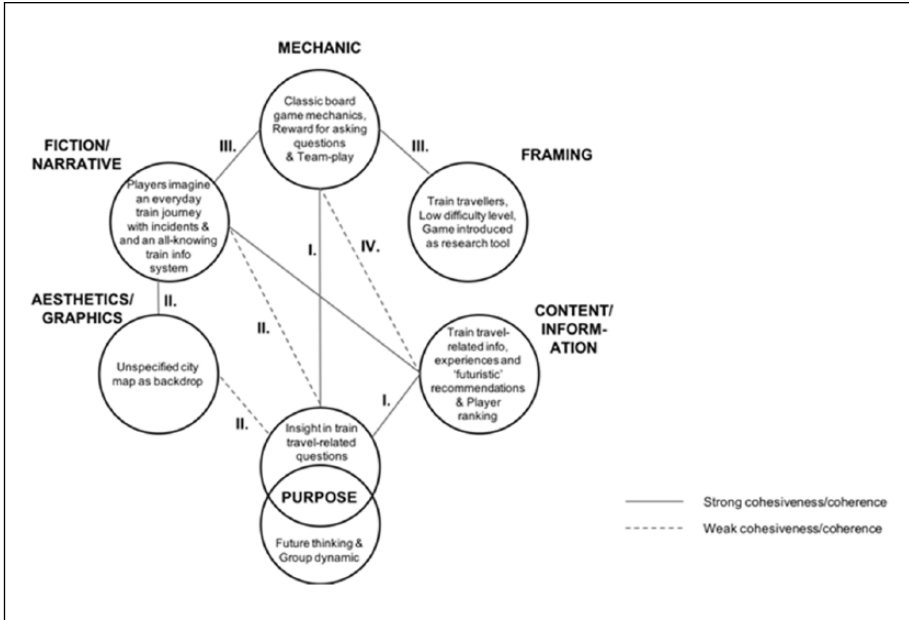 MECHANIC
Classic board
game mechanics,
Reward for asking
questions
& Team-play
III.
III.
FICTION/
NARRATIVE
FRAMING
Players imagine
an everyday
train journey
with incidents &
and an all-knowing
train info
system
Train travellers,
Low difficulty level,
Game introduced
as research tool
I.
IV.
AESTHETICS/
GRAPHICS
II.
CONTENT/
INFORM-
ATION
II.
Unspecified city
map as backdrop
Train travel-
related info,
experiences and
'futuristic'
recommendations
& Player
ranking
I.
II.
Insight in train
travel-related
questions
PURPOSE
Future thinking &
Group dynamic
Strong cohesiveness/coherence
Weak cohesiveness/coherence